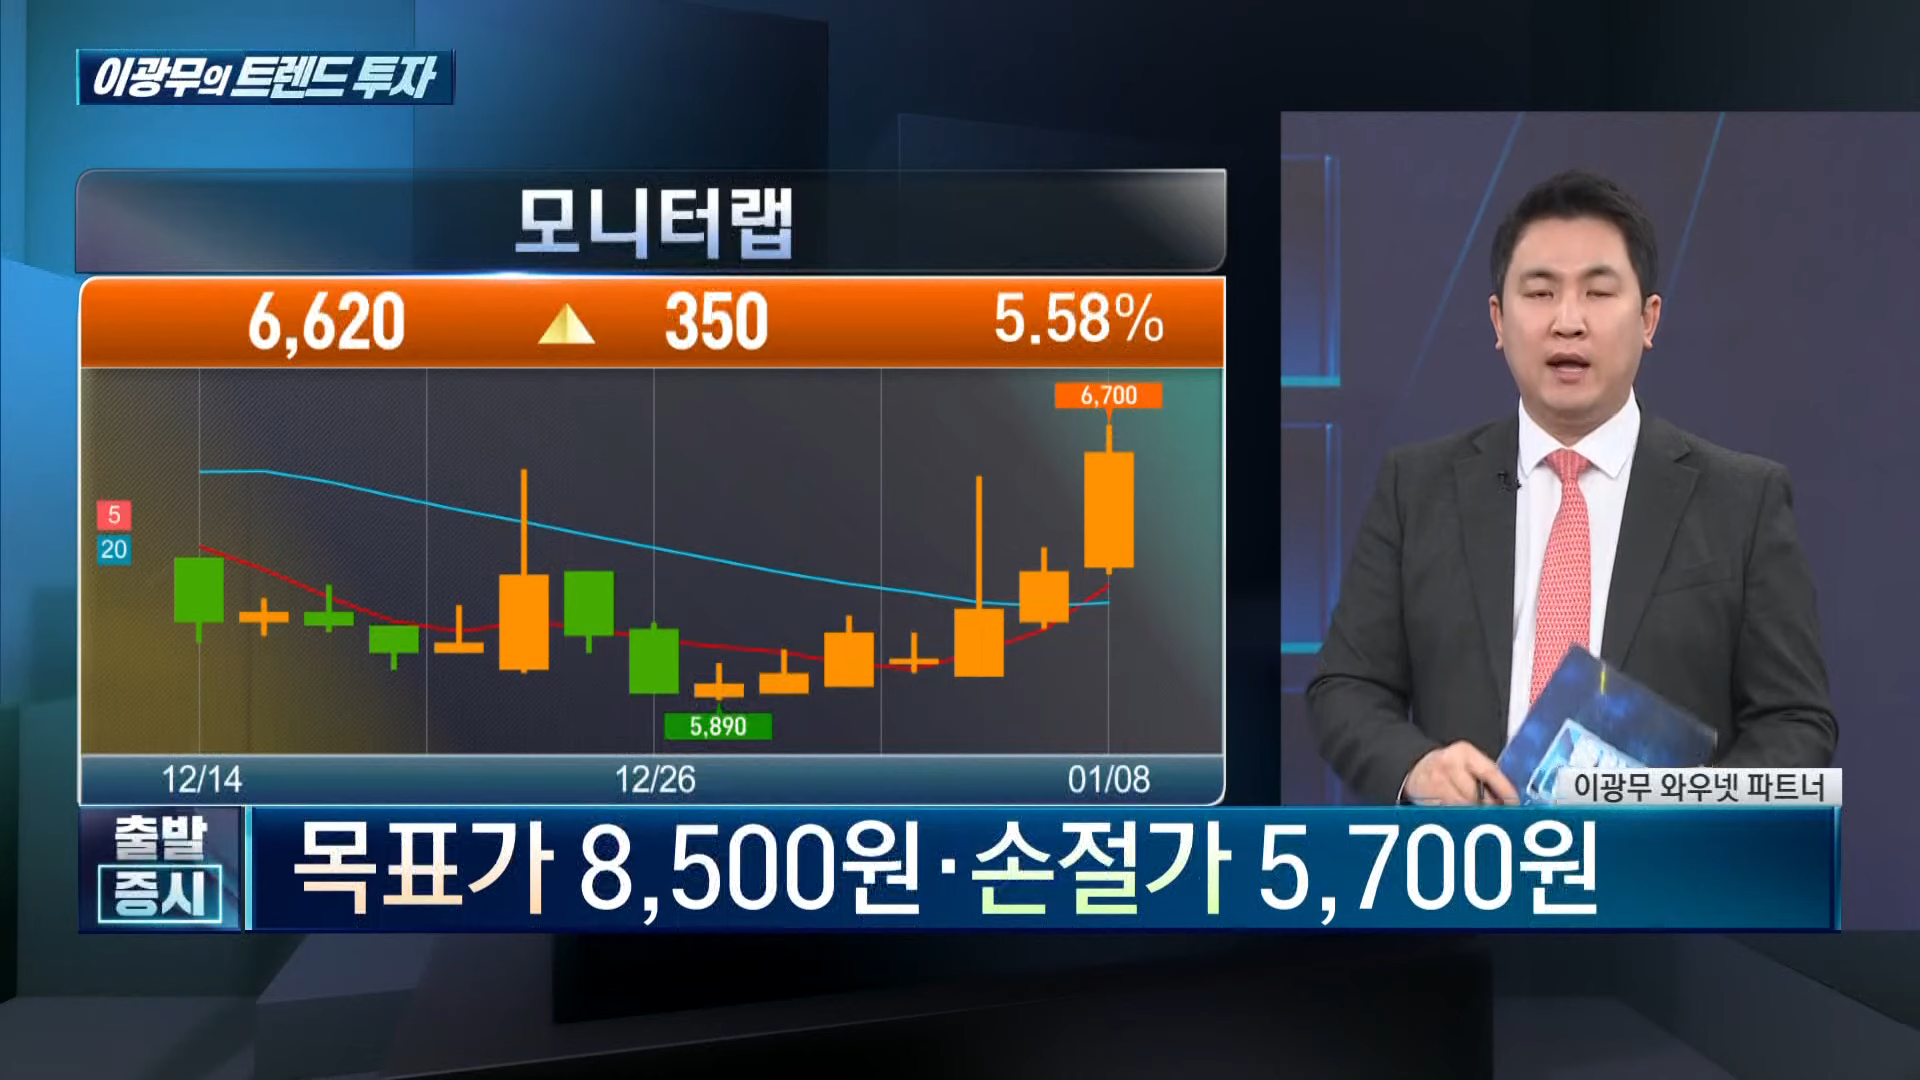 이광무의 트렌드 투자
모니터랩
6,620 ▲ 350 5.58%
6,700
5
20
5,890
12/14 12/26 01/08
이광무 와우넷 파트너
출발
증시
목표가 8,500원·손절가 5,700원